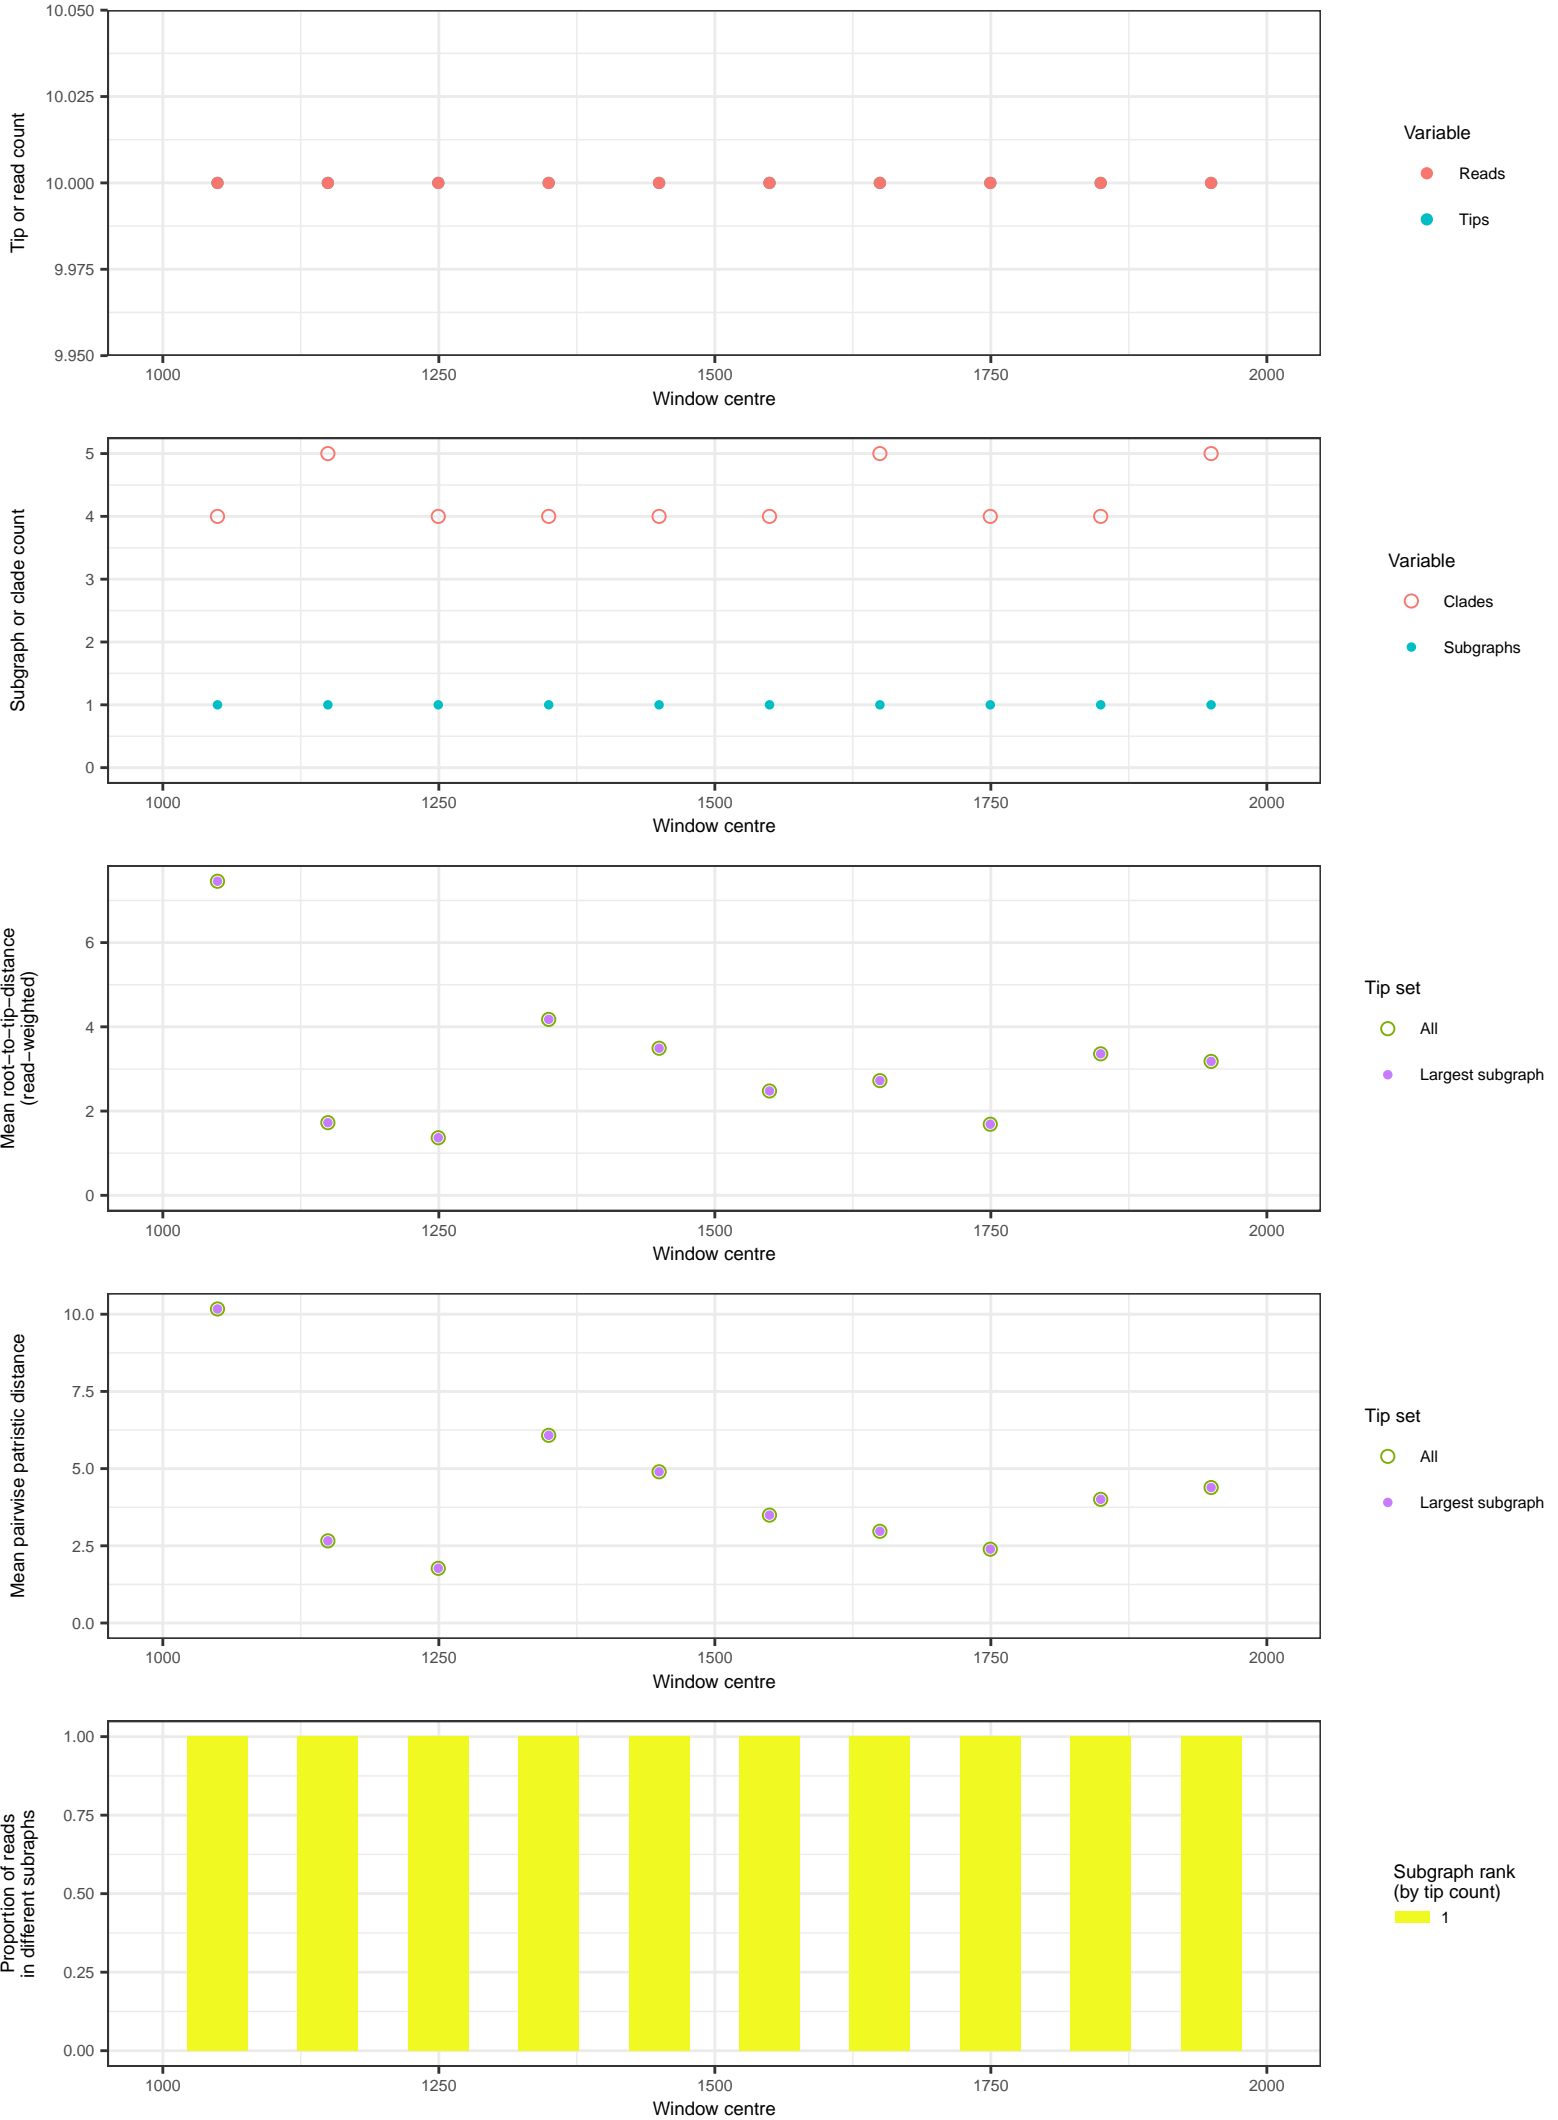 10.050
10.025
10.000
9.975
9.950
Tip or read count
1000 1250 1500 1750 2000
Window centre
Variable
Reads
Tips
5
4
3
2
1
0
Subgraph or clade count
1000 1250 1500 1750 2000
Window centre
Variable
Clades
Subgraphs
6
4
2
0
Mean root−to−tip−distance
(read−weighted)
1000 1250 1500 1750 2000
Window centre
Tip set
All
Largest subgraph
10.0
7.5
5.0
2.5
0.0
Mean pairwise patristic distance
1000 1250 1500 1750 2000
Window centre
Tip set
All
Largest subgraph
1.00
0.75
0.50
0.25
0.00
Proportion of reads
in different subraphs
1000 1250 1500 1750 2000
Window centre
Subgraph rank
(by tip count)
1